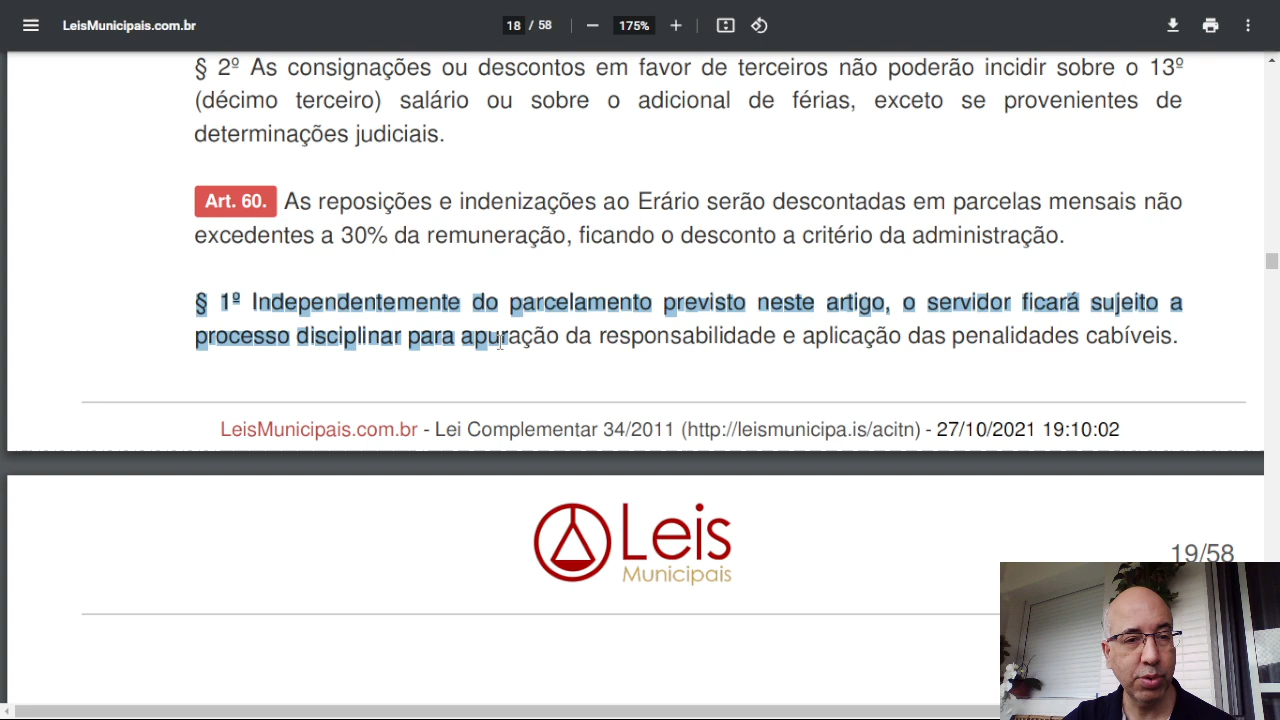 LeisMunicipais.com.br
18 / 58
175%
§ 2º As consignações ou descontos em favor de terceiros não poderão incidir sobre o 13º
(décimo terceiro) salário ou sobre o adicional de férias, exceto se provenientes de
determinações judiciais.
Art. 60. As reposições e indenizações ao Erário serão descontadas em parcelas mensais não
excedentes a 30% da remuneração, ficando o desconto a critério da administração.
§ 1º Independentemente do parcelamento previsto neste artigo, o servidor ficará sujeito a
processo disciplinar para apuração da responsabilidade e aplicação das penalidades cabíveis.
LeisMunicipais.com.br - Lei Complementar 34/2011 (http://leismunicipa.is/acitn) - 27/10/2021 19:10:02
Leis
Municipais
19/58